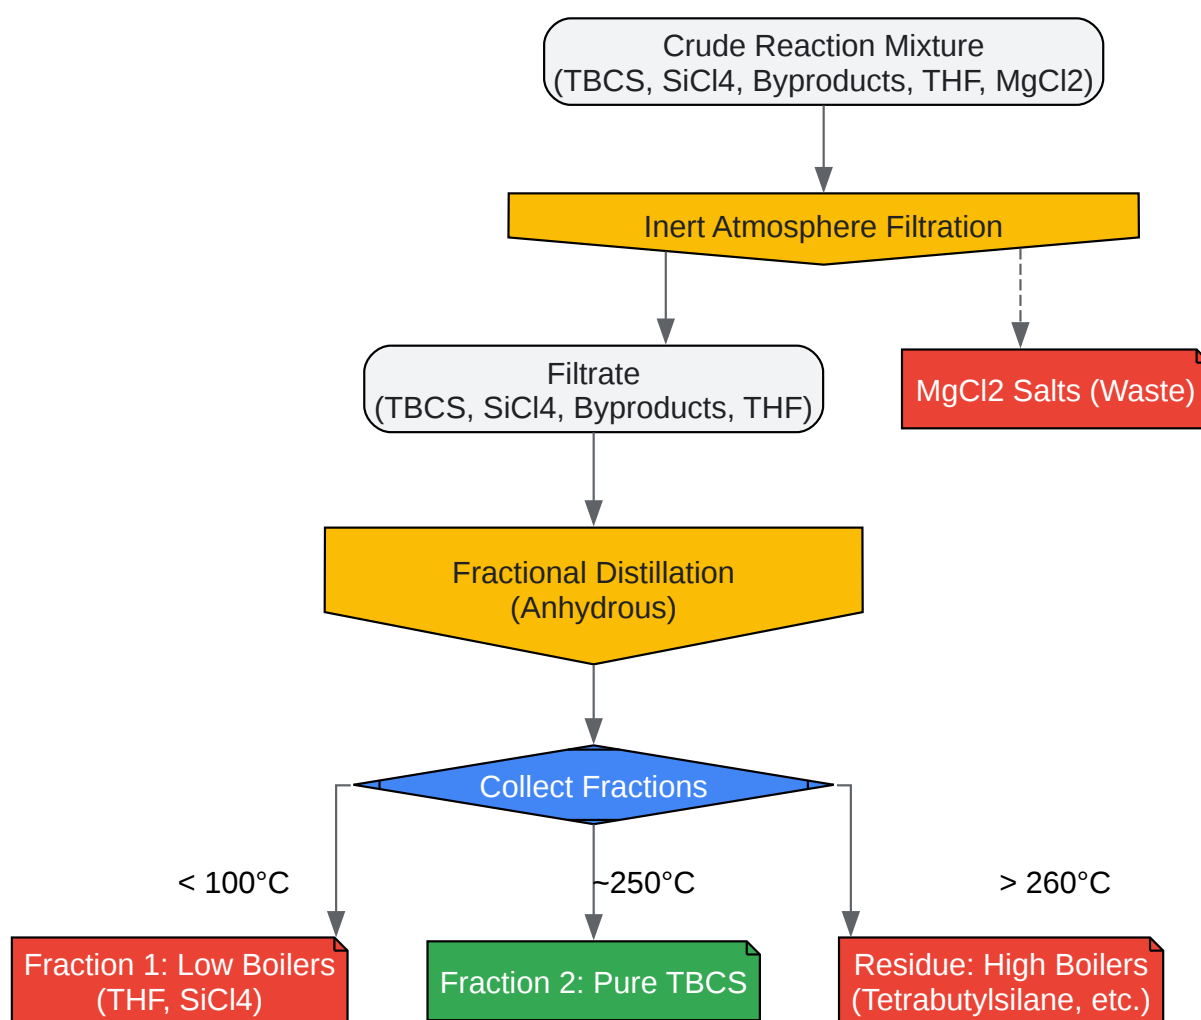 Crude Reaction Mixture
(TBCS, SiCl4, Byproducts, THF, MgCl2)
Inert Atmosphere Filtration
Filtrate
(TBCS, SiCl4, Byproducts, THF)
MgCl2 Salts (Waste)
Fractional Distillation
(Anhydrous)
Collect Fractions
< 100°C
~250°C
> 260°C
Fraction 1: Low Boilers
(THF, SiCl4)
Fraction 2: Pure TBCS
Residue: High Boilers
(Tetrabutylsilane, etc.)